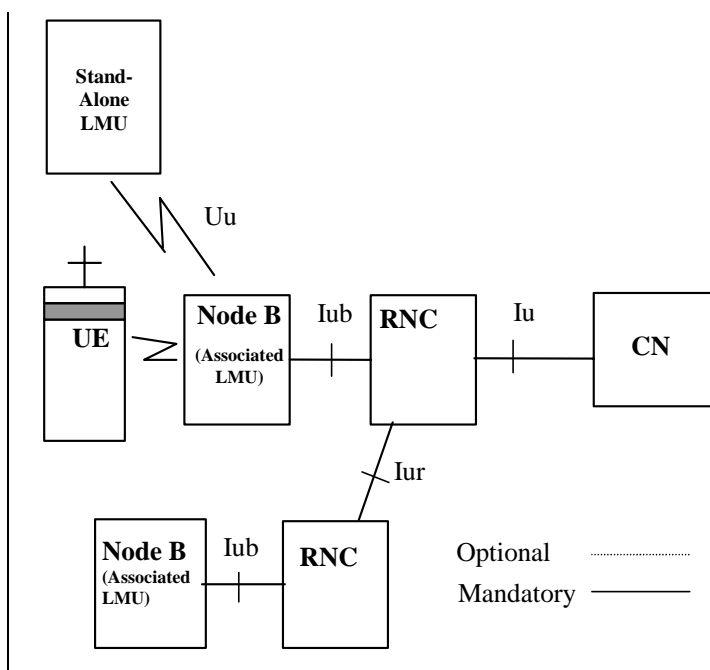 Stand-
Alone
LMU
Uu
UE
Node B
(Associated
LMU)
Iub
RNC
Iu
CN
Iur
Node B
(Associated
LMU)
Iub
RNC
Optional
Mandatory